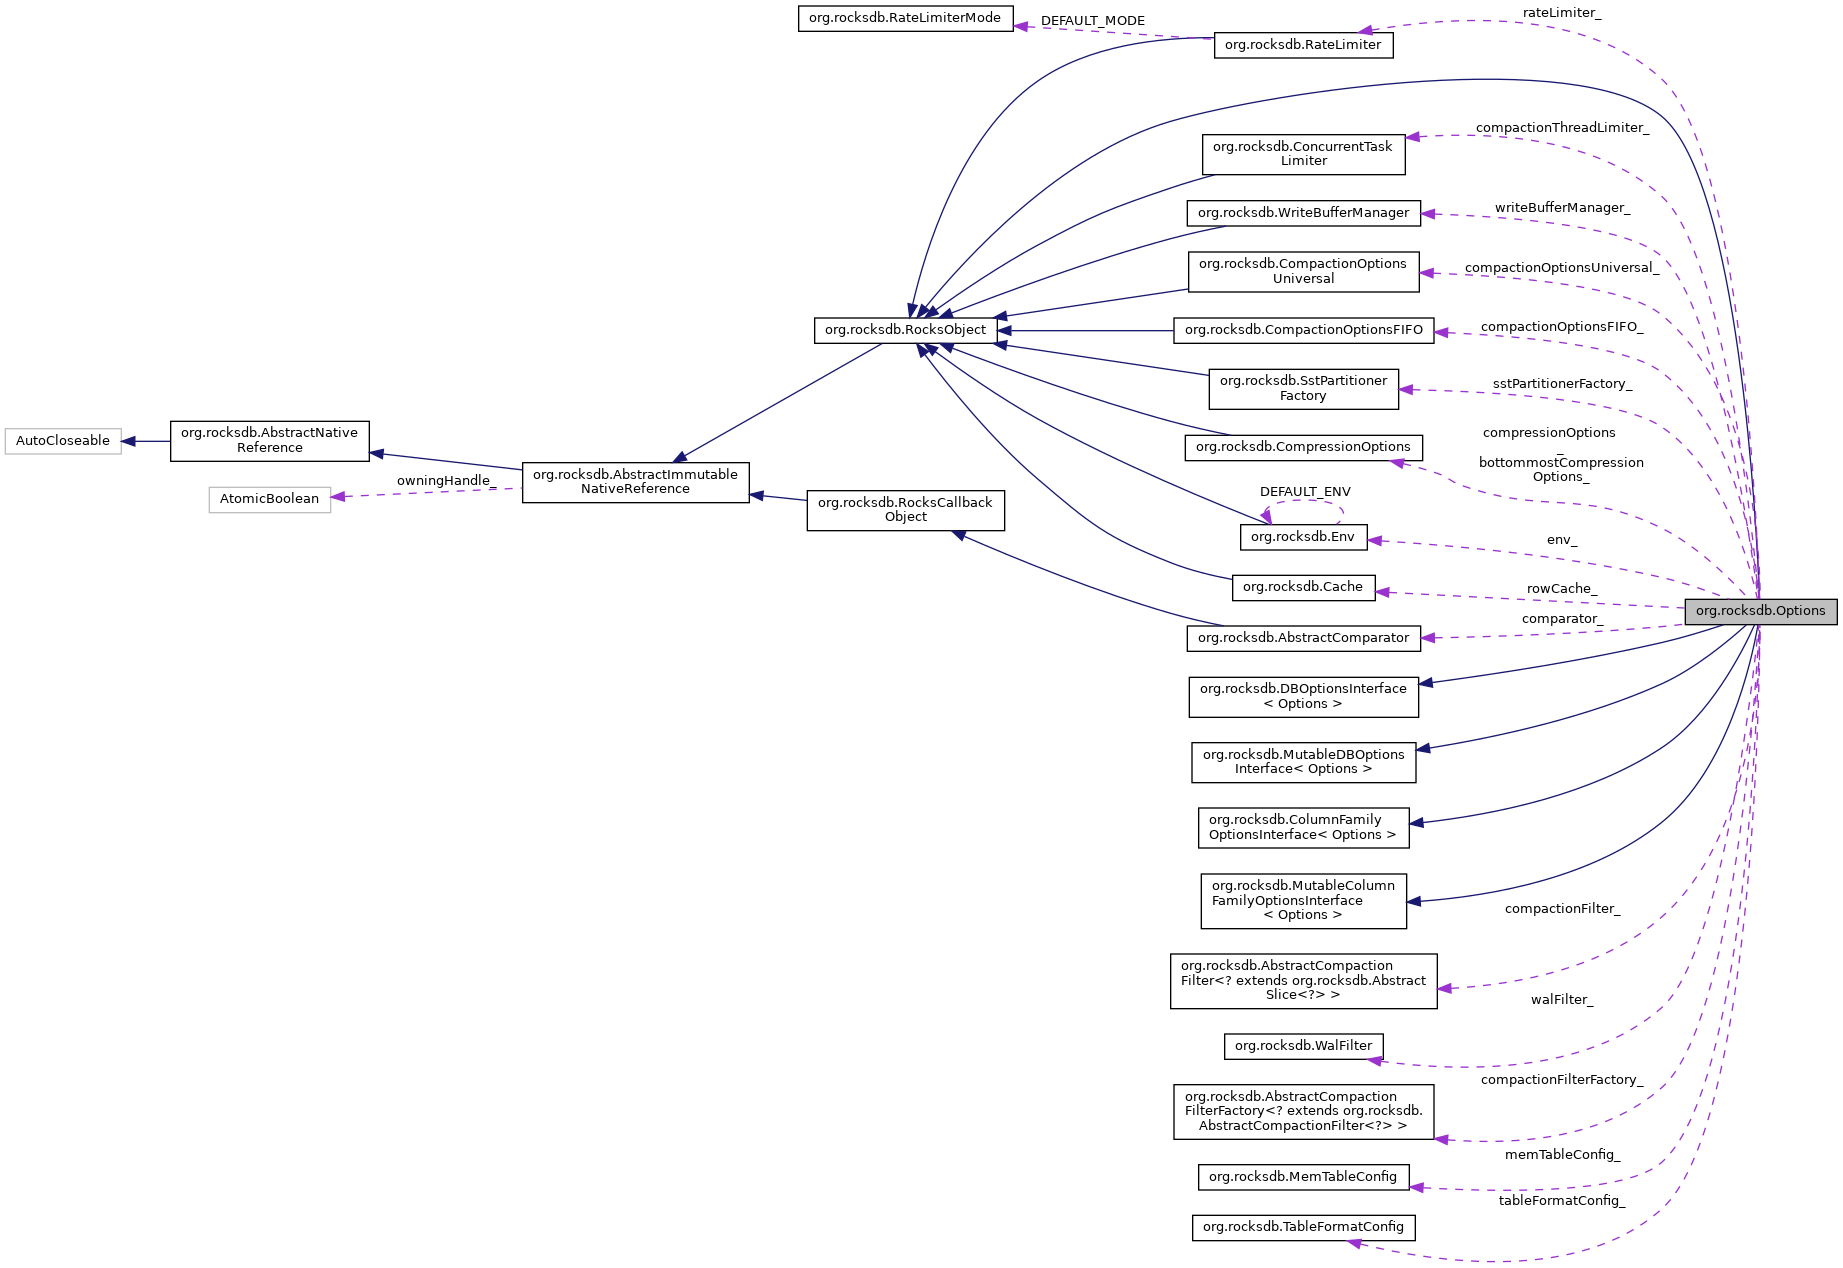 rateLimiter_
org.rocksdb.RateLimiterMode
DEFAULT_MODE
org.rocksdb.RateLimiter
compactionThreadLimiter_
org.rocksdb.ConcurrentTask
Limiter
writeBufferManager_
org.rocksdb.WriteBufferManager
org.rocksdb.CompactionOptions
Universal
compactionOptionsUniversal_
org.rocksdb.RocksObject
org.rocksdb.CompactionOptionsFIFO
compactionOptionsFIFO_
org.rocksdb.SstPartitioner
Factory
sstPartitionerFactory_
AutoCloseable
org.rocksdb.AbstractNative
Reference
org.rocksdb.CompressionOptions
compressionOptions
_
bottommostCompression
Options_
owningHandle_
AtomicBoolean
org.rocksdb.AbstractImmutable
NativeReference
org.rocksdb.RocksCallback
Object
DEFAULT_ENV
org.rocksdb.Env
env_
org.rocksdb.Cache
rowCache_
org.rocksdb.Options
comparator_
org.rocksdb.AbstractComparator
org.rocksdb.DBOptionsInterface
< Options >
org.rocksdb.MutableDBOptions
Interface< Options >
org.rocksdb.ColumnFamily
OptionsInterface< Options >
org.rocksdb.MutableColumn
FamilyOptionsInterface
< Options >
compactionFilter_
org.rocksdb.AbstractCompaction
Filter<? extends org.rocksdb.Abstract
Slice<?> >
walFilter_
org.rocksdb.WalFilter
compactionFilterFactory_
org.rocksdb.AbstractCompaction
FilterFactory<? extends org.rocksdb.
AbstractCompactionFilter<?> >
memTableConfig_
org.rocksdb.MemTableConfig
tableFormatConfig_
org.rocksdb.TableFormatConfig